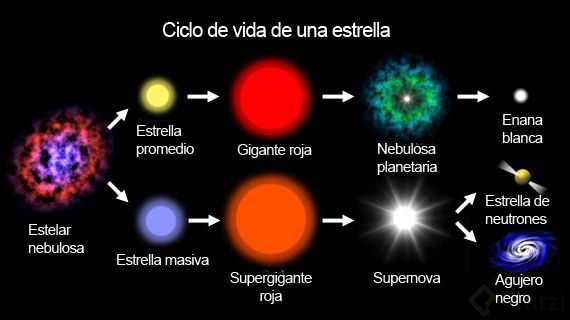 Ciclo de vida de una estrella
Estrella
promedio
Gigante roja
Nebulosa
planetaria
Enana
blanca
Estelar
nebulosa
Estrella masiva
Supergigante
roja
Supernova
Estrella de
neutrones
Agujero
negro